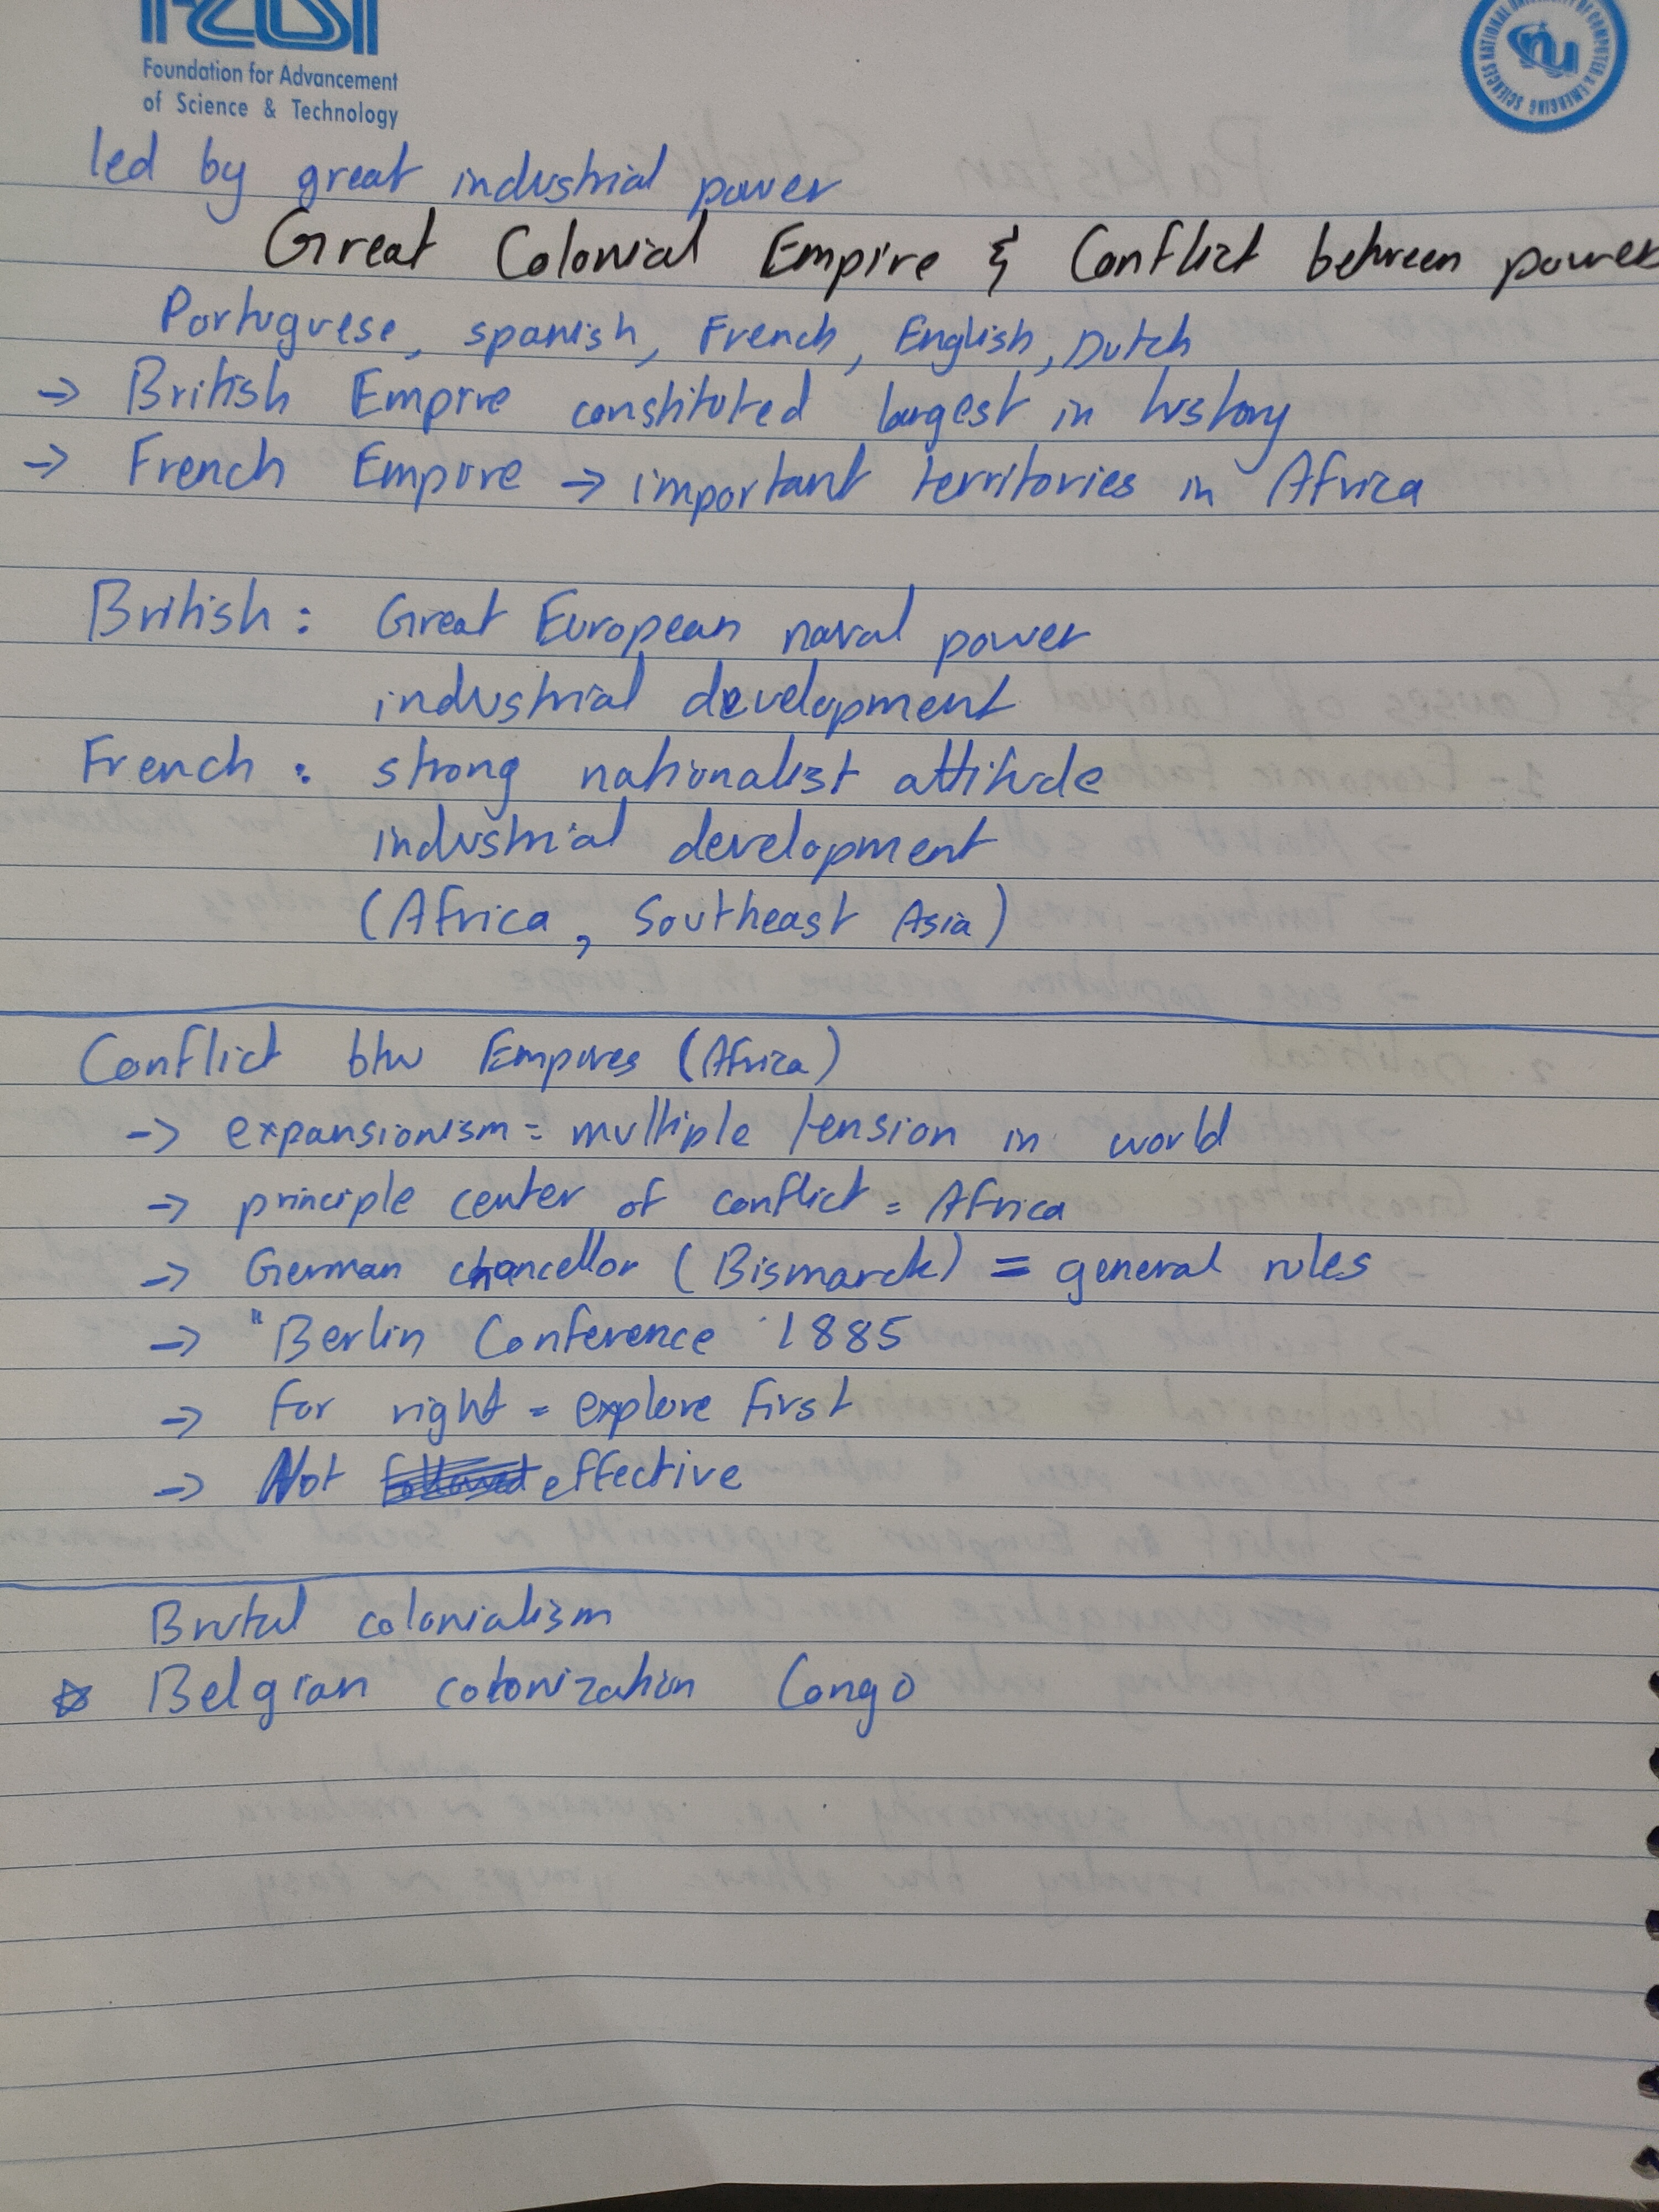 Foundation for Advancement
of Science & Technology
led by great industrial power
Great Colonial Empire & Conflict between power
Portuguese, spanish, French, English, Dutch
→ British Empire constituted largest in history
→ French Empire → important territories in Africa
British: Great European naval power
industrial development
French: strong nationalist attitude
industrial development
(Africa, Southeast Asia)
Conflict btw Empires (Africa)
→ expansionism = multiple tension in world
→ principle center of conflict = Africa
→ German chancellor (Bismarck) = general rules
→ "Berlin Conference 1885
→ for right = explore first
→ Not effective
Brutal colonialism
☆ Belgian colonization Congo